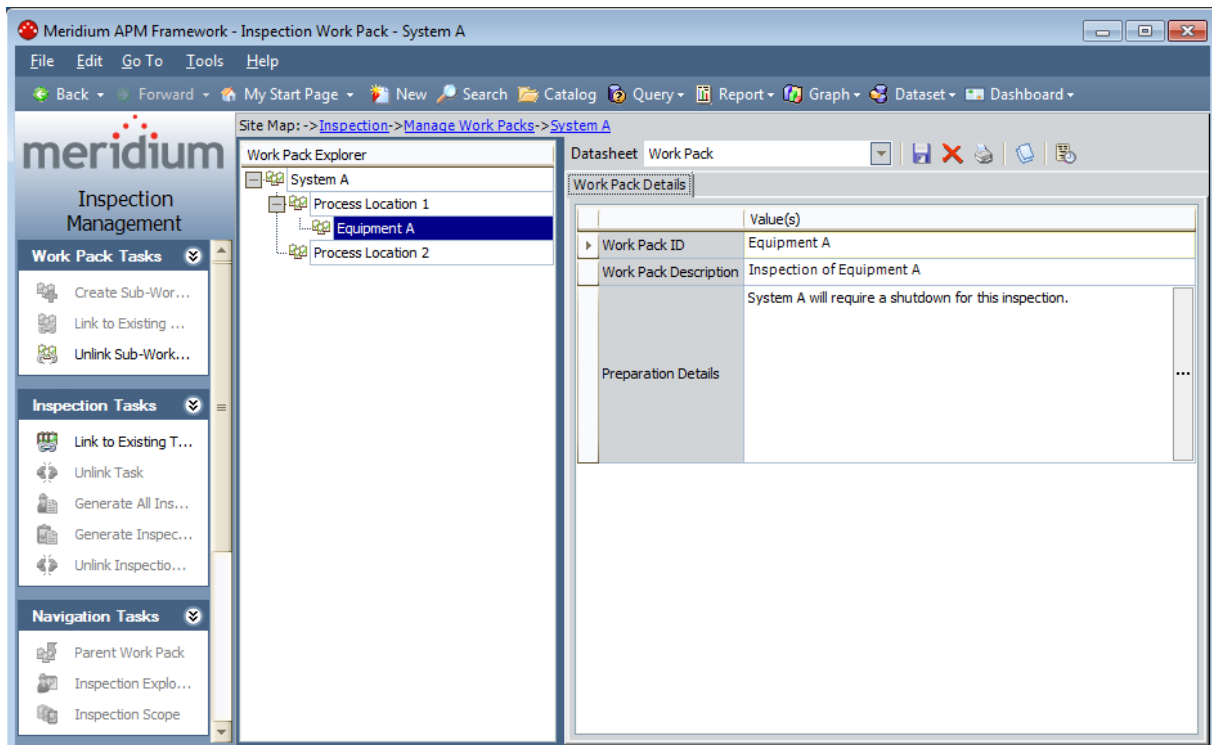 Meridium APM Framework - Inspection Work Pack - System A
File Edit Go To Tools Help
Back Forward My Start Page New Search Catalog Query Report Graph Dataset Dashboard
meridium
Inspection
Management
Work Pack Tasks
Create Sub-Wor...
Link to Existing ...
Unlink Sub-Work...
Inspection Tasks
Link to Existing T...
Unlink Task
Generate All Ins...
Generate Inspec...
Unlink Inspectio...
Navigation Tasks
Parent Work Pack
Inspection Explo...
Inspection Scope
Site Map: ->Inspection->Manage Work Packs->System A
Work Pack Explorer
System A
Process Location 1
Equipment A
Process Location 2
Datasheet Work Pack
Work Pack Details
Value(s)
Work Pack ID Equipment A
Work Pack Description Inspection of Equipment A
Preparation Details System A will require a shutdown for this inspection.
...